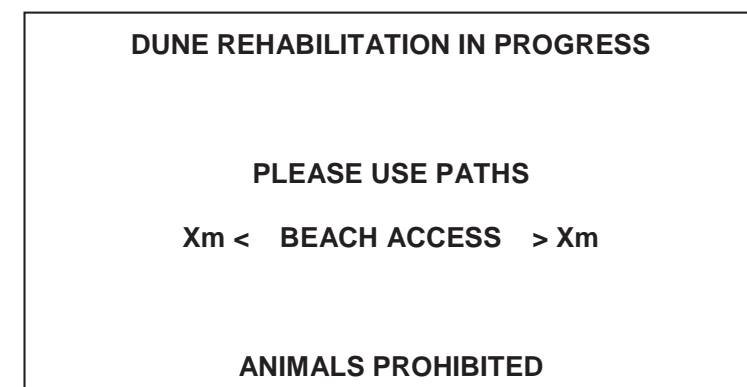 DUNE REHABILITATION IN PROGRESS
PLEASE USE PATHS
Xm < BEACH ACCESS > Xm
ANIMALS PROHIBITED